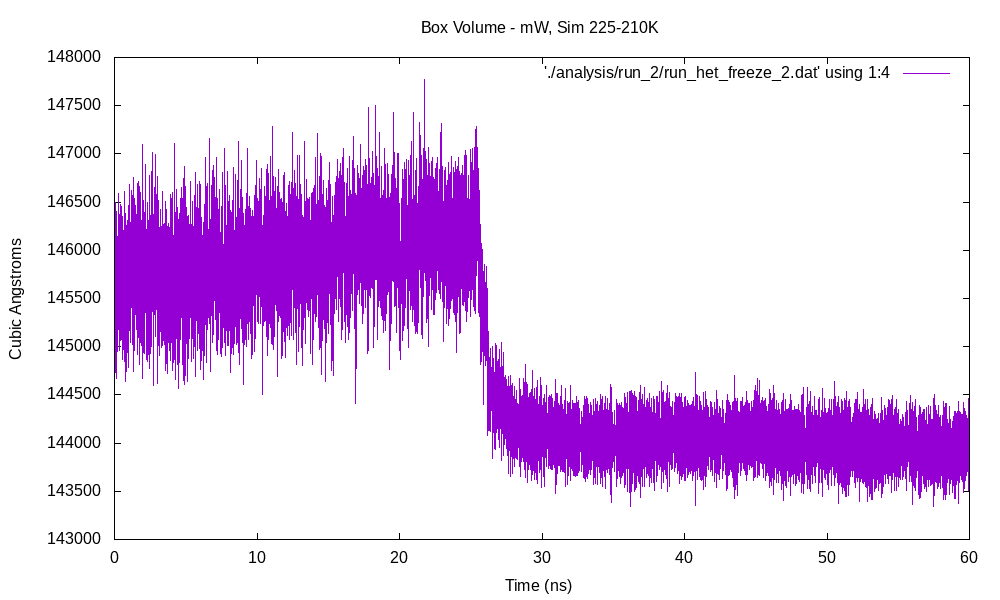 Box Volume - mW, Sim 225-210K
'./analysis/run_2/run_het_freeze_2.dat' using 1:4
148000
147500
147000
146500
146000
145500
145000
144500
144000
143500
143000
Cubic Angstroms
0 10 20 30 40 50 60
Time (ns)